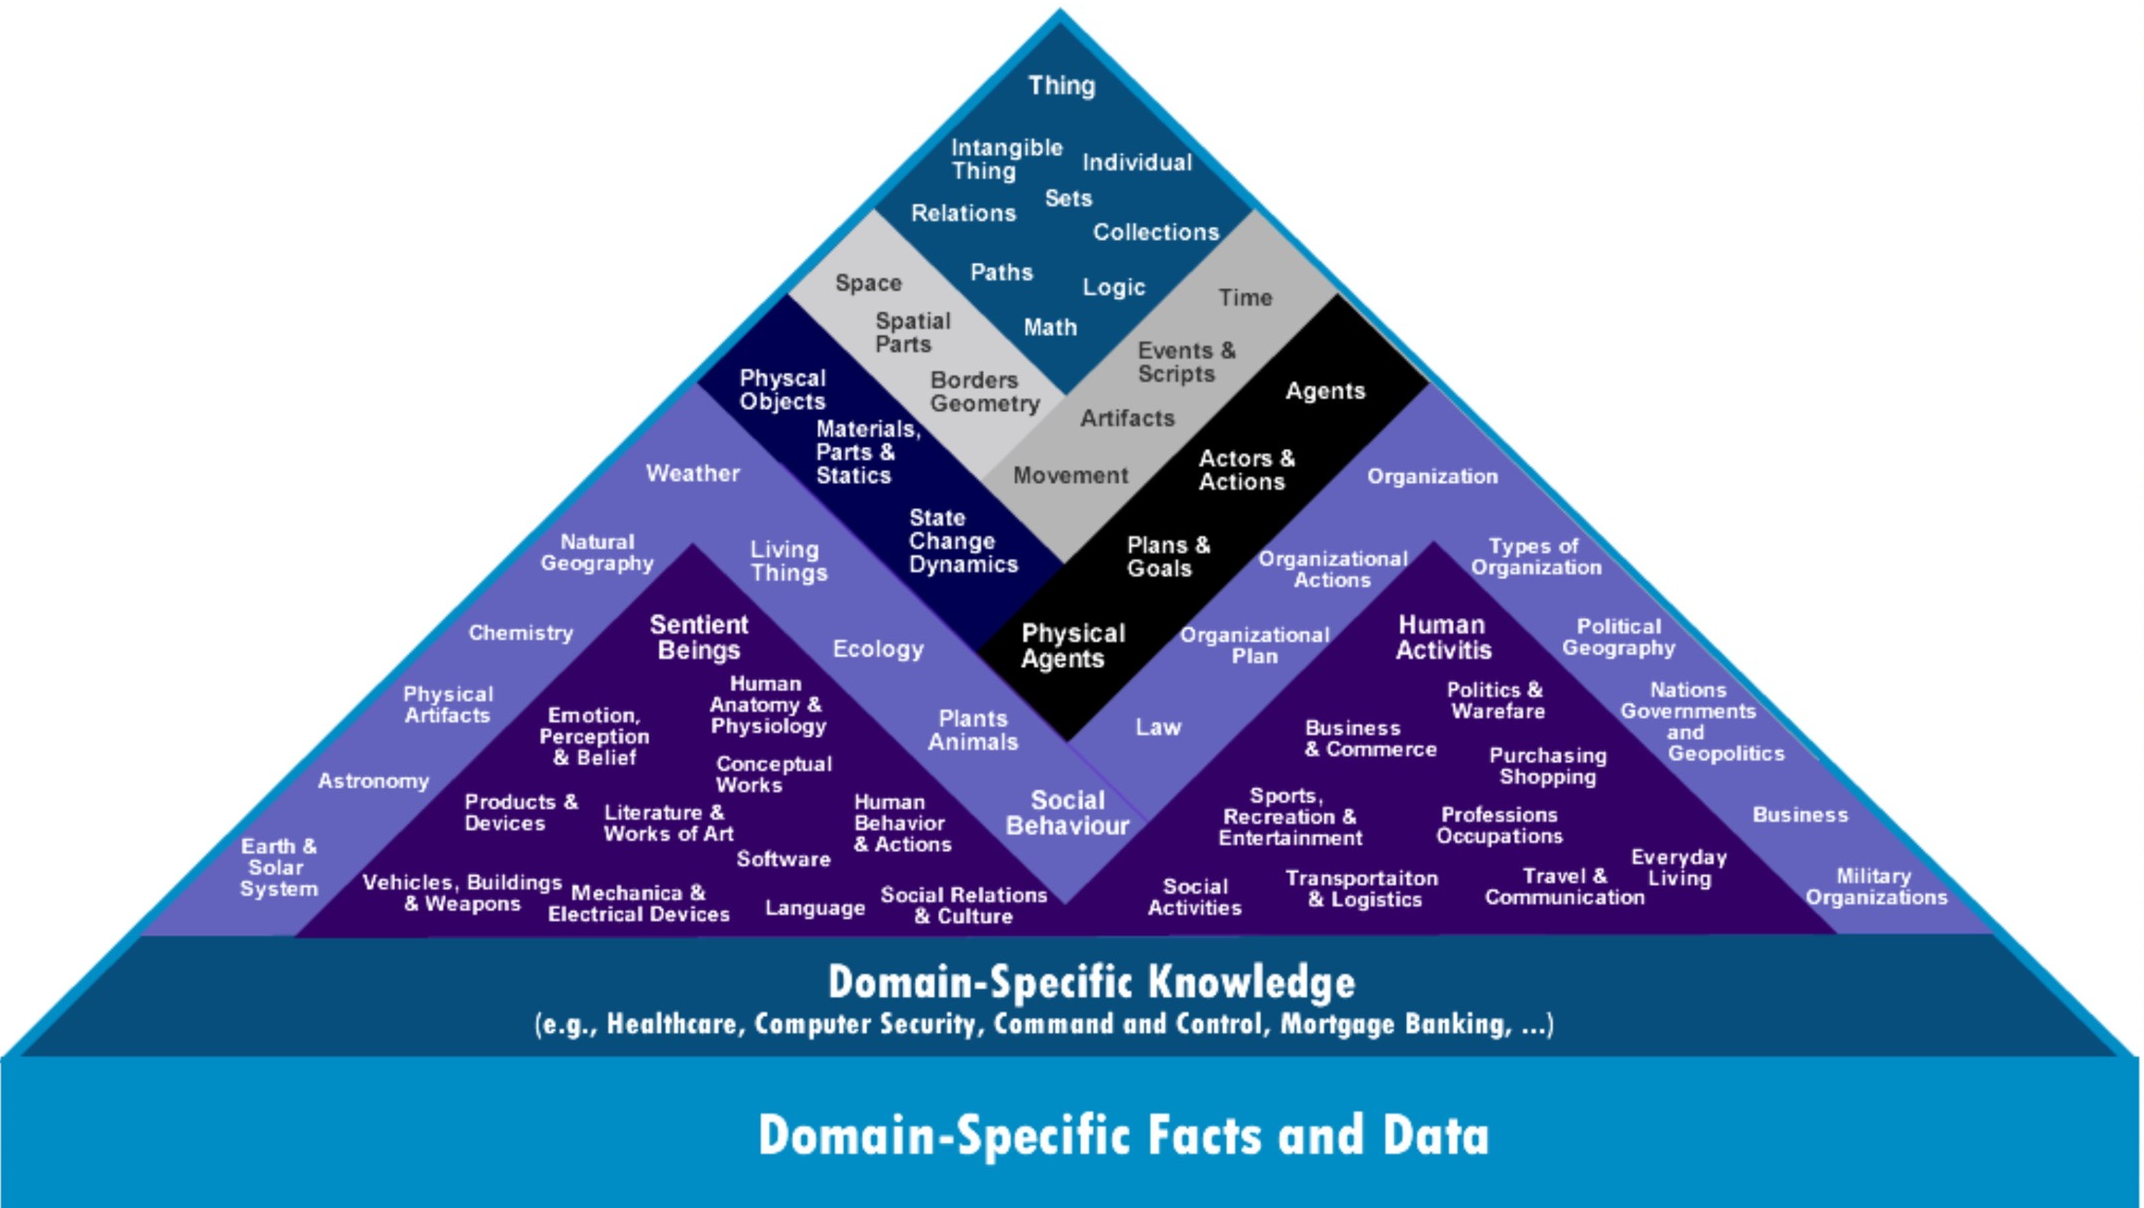 Thing
Intangible
Thing
Individual
Sets
Relations
Collections
Paths
Logic
Math
Space
Spatial
Parts
Borders
Geometry
Time
Events &
Scripts
Artifacts
Movement
Physcal
Objects
Materials,
Parts &
Statics
State
Change
Dynamics
Agents
Actors &
Actions
Plans &
Goals
Physical
Agents
Weather
Natural
Geography
Living
Things
Chemistry
Ecology
Physical
Artifacts
Plants
Animals
Astronomy
Social
Behaviour
Earth &
Solar
System
Organization
Organizational
Actions
Types of
Organization
Organizational
Plan
Political
Geography
Law
Nations
Governments
and
Geopolitics
Business
Military
Organizations
Sentient
Beings
Human
Anatomy &
Physiology
Emotion,
Perception
& Belief
Conceptual
Works
Products &
Devices
Literature &
Works of Art
Human
Behavior
& Actions
Software
Vehicles, Buildings
& Weapons
Mechanica &
Electrical Devices
Language
Social Relations
& Culture
Human
Activitis
Politics &
Warefare
Business
& Commerce
Purchasing
Shopping
Sports,
Recreation &
Entertainment
Professions
Occupations
Everyday
Living
Social
Activities
Transportaiton
& Logistics
Travel &
Communication
Domain-Specific Knowledge
(e.g., Healthcare, Computer Security, Command and Control, Mortgage Banking, ...)
Domain-Specific Facts and Data